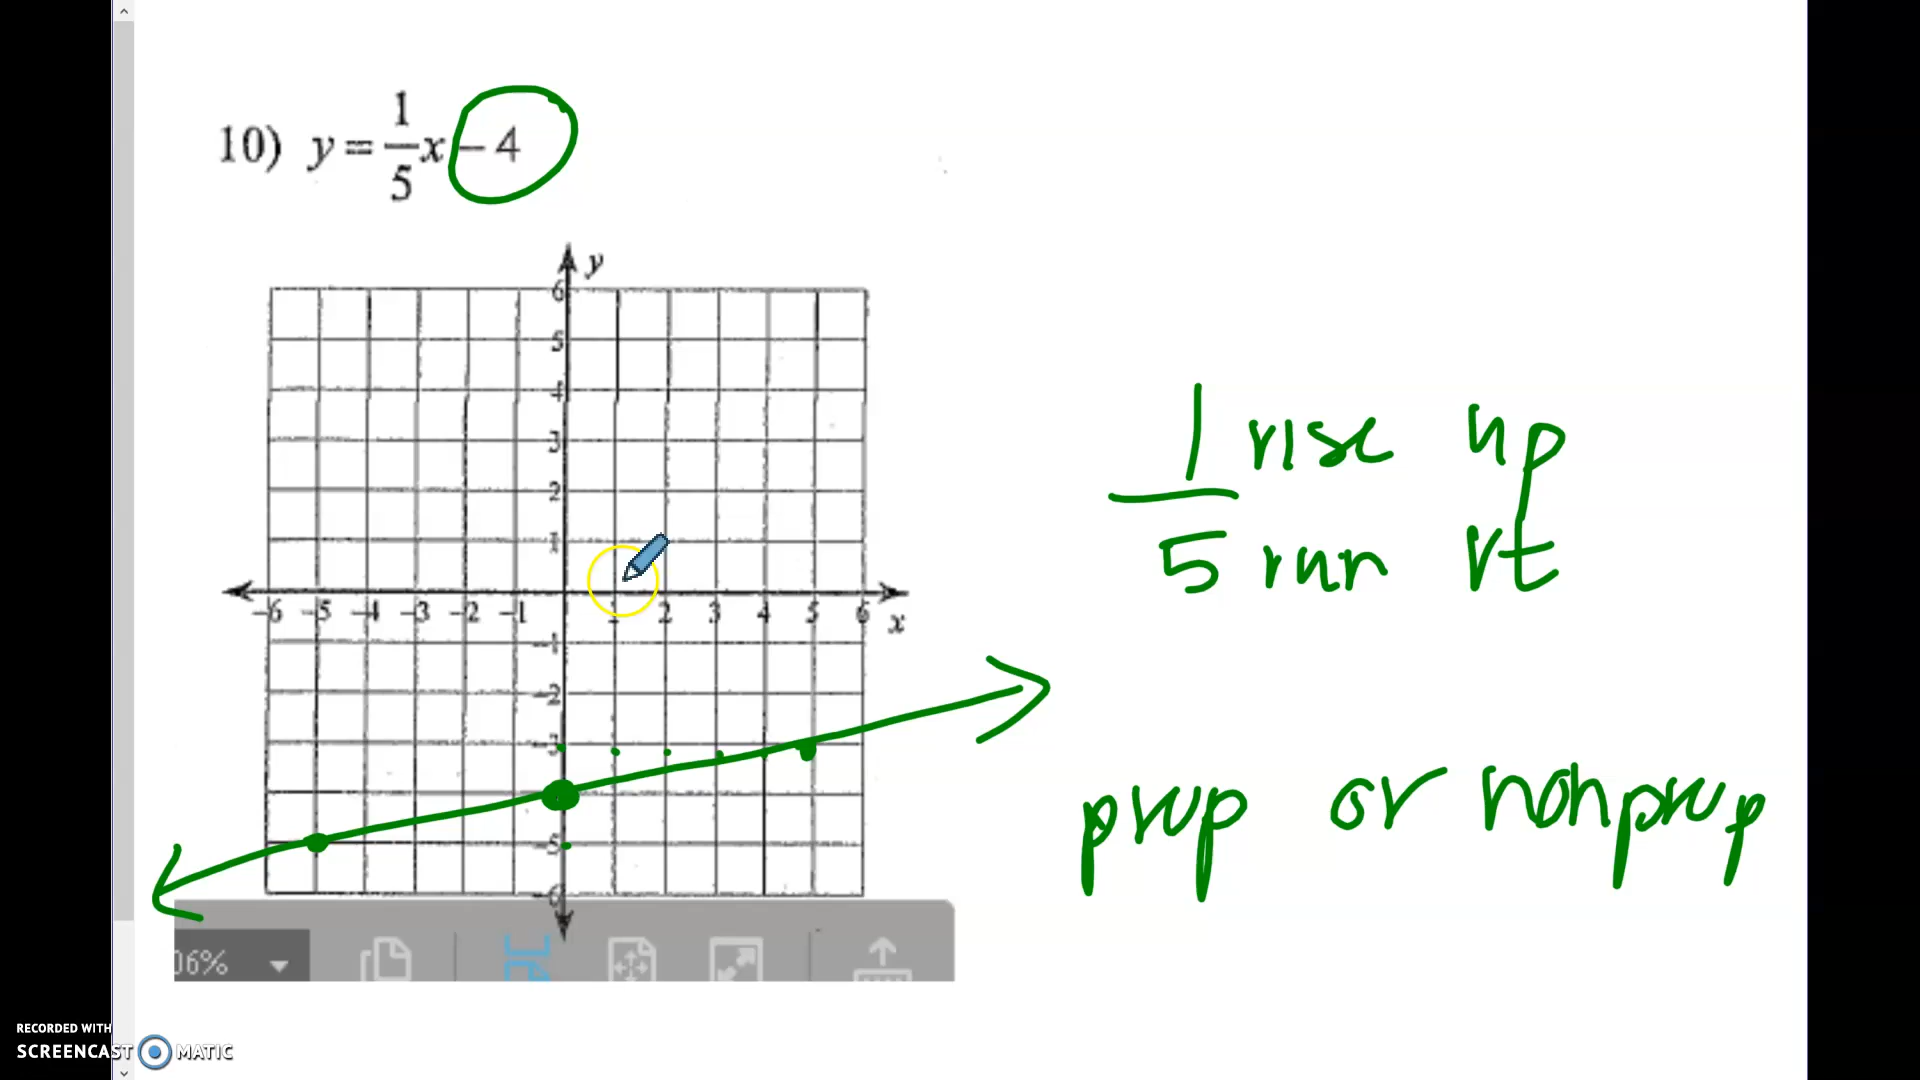 10) y = 1/5 x - 4
y
6
5
4
3
2
1
-6 -5 -4 -3 -2 -1 1 2 3 4 5 6
x
-1
-2
-3
-5
-6
1 rise up
5 run rt
prop or nonprop
06%
RECORDED WITH
SCREENCAST MATIC